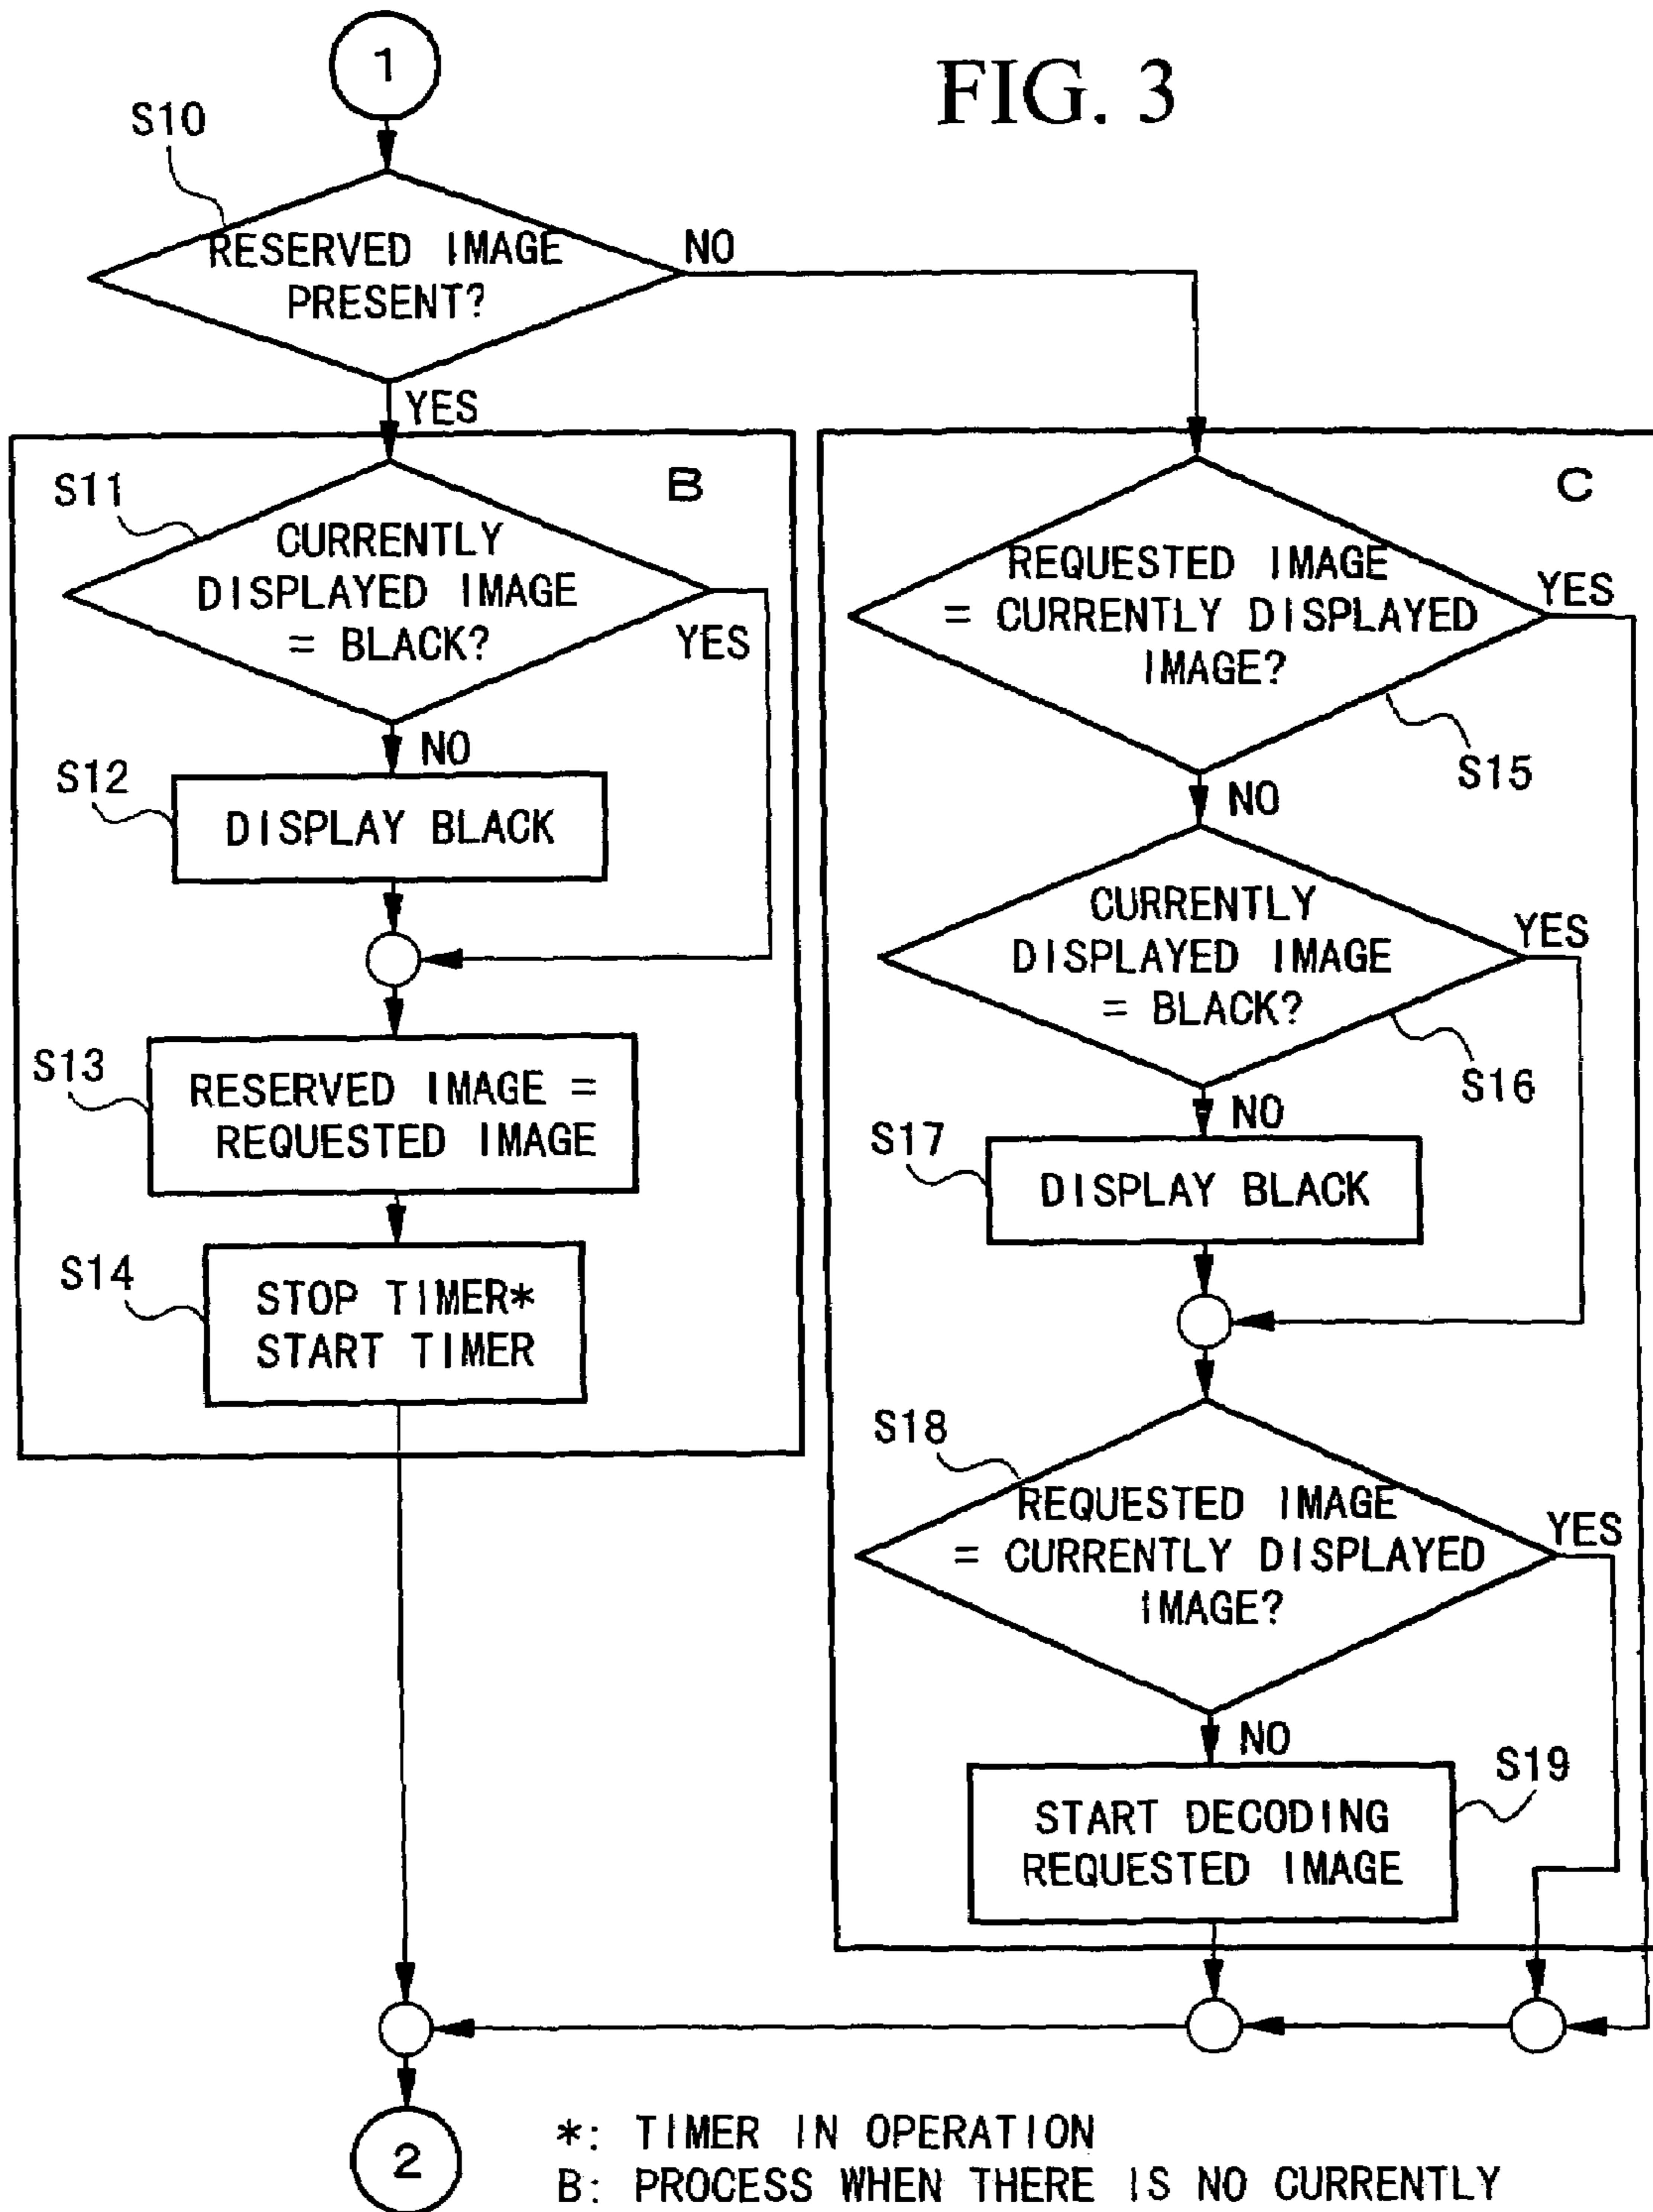 FIG. 3
1
S10
RESERVED IMAGE
PRESENT?
NO
YES
B
S11
CURRENTLY
DISPLAYED IMAGE
= BLACK?
YES
NO
S12
DISPLAY BLACK
S13
RESERVED IMAGE =
REQUESTED IMAGE
S14
STOP TIMER*
START TIMER
C
REQUESTED IMAGE
= CURRENTLY DISPLAYED
IMAGE?
YES
S15
NO
CURRENTLY
DISPLAYED IMAGE
= BLACK?
YES
S16
NO
S17
DISPLAY BLACK
S18
REQUESTED IMAGE
= CURRENTLY DISPLAYED
IMAGE?
YES
NO
S19
START DECODING
REQUESTED IMAGE
2
*: TIMER IN OPERATION
B: PROCESS WHEN THERE IS NO CURRENTLY